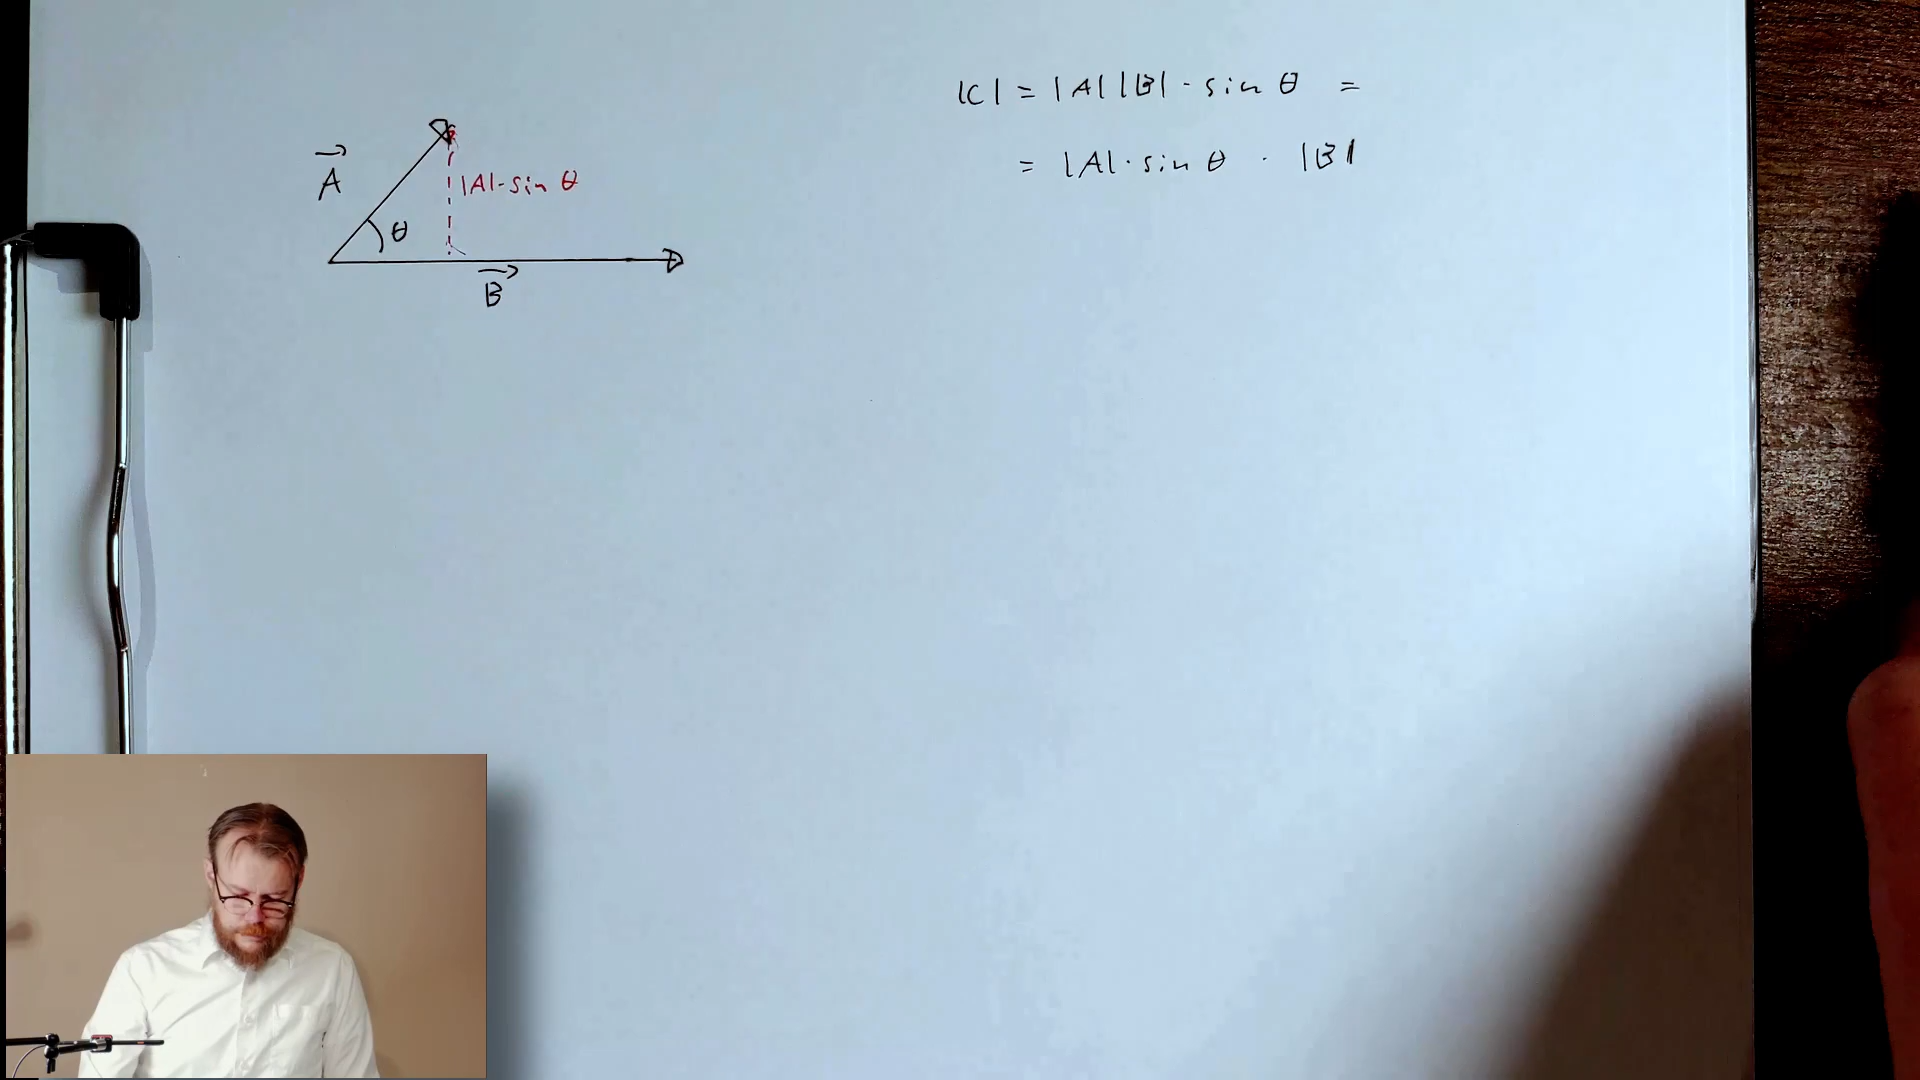 |C| = |A| |B| · sin θ =
= |A| · sin θ · |B|
A
|A|·sin θ
θ
B